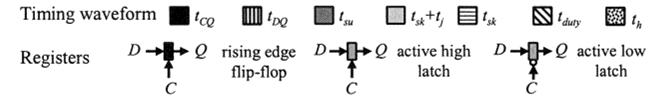 Timing waveform t_CQ t_DQ t_su t_sk+t_j t_sk t_duty t_h
Registers D Q rising edge flip-flop D Q active high latch D Q active low latch
C C C